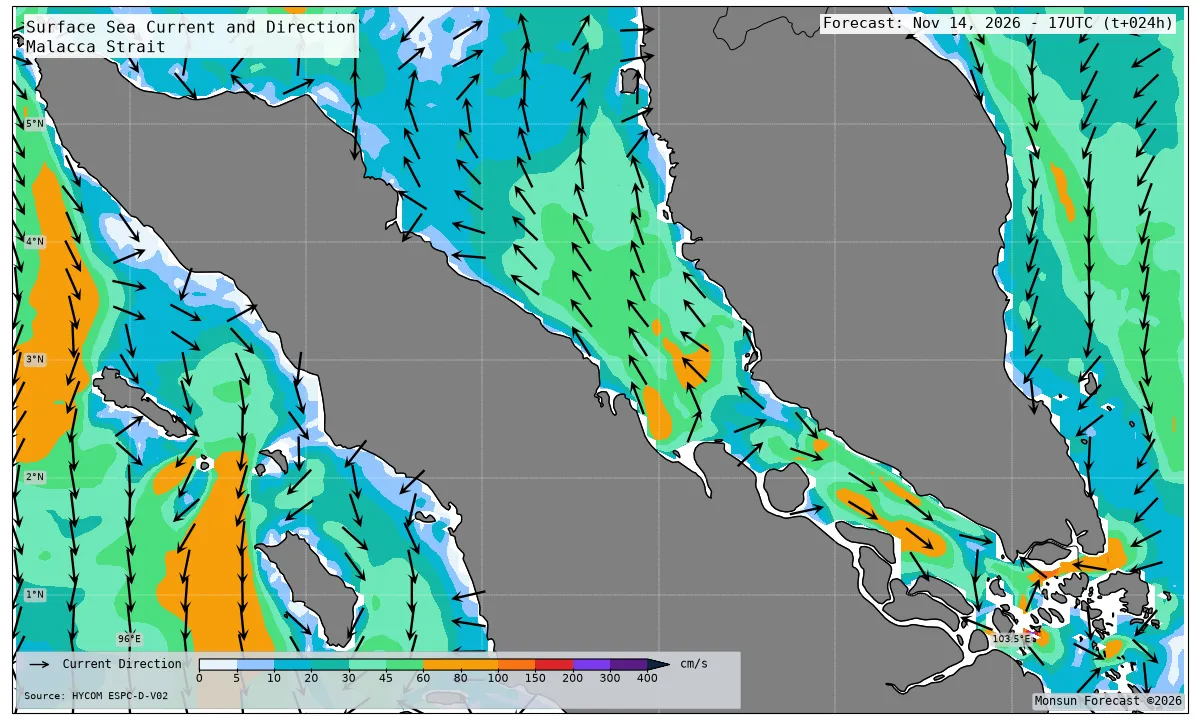 Surface Sea Current and Direction
Malacca Strait
Forecast: Nov 14, 2026 - 17UTC (t+024h)
5°N
4°N
3°N
2°N
1°N
96°E
103.5°E
Current Direction
0 5 10 20 30 45 60 80 100 150 200 300 400
cm/s
Source: HYCOM ESPC-D-V02
Monsun Forecast ©2026